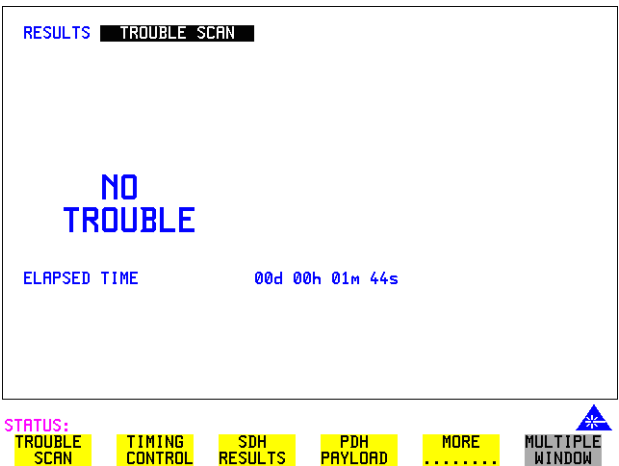 RESULTS TROUBLE SCAN
NO
TROUBLE
ELAPSED TIME 00d 00h 01m 44s
STATUS:
TROUBLE TIMING SDH PDH MORE MULTIPLE
SCAN CONTROL RESULTS PAYLOAD ........ WINDOW